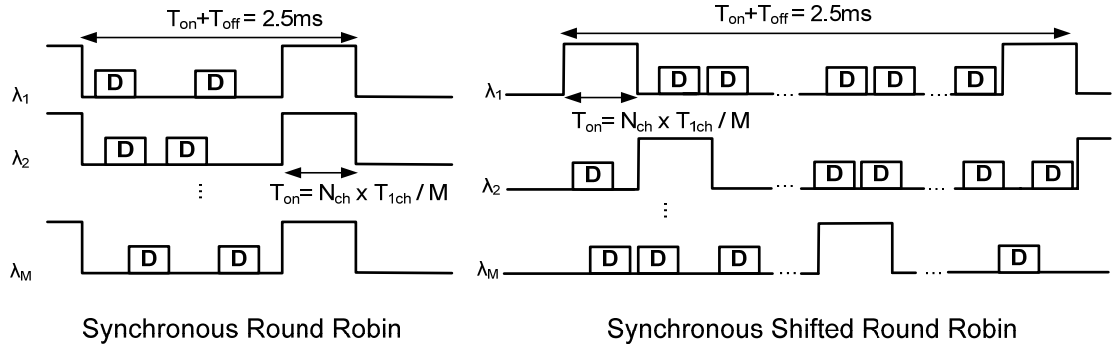 Ton+Toff = 2.5ms
λ1 D D
λ2 D D
⋮ Ton= Nch x T1ch / M
λM D D
Synchronous Round Robin
Ton+Toff = 2.5ms
λ1 D D ... D D ... D
Ton= Nch x T1ch / M
λ2 D ... D D ... D D
⋮
λM D D D ... ... D
Synchronous Shifted Round Robin